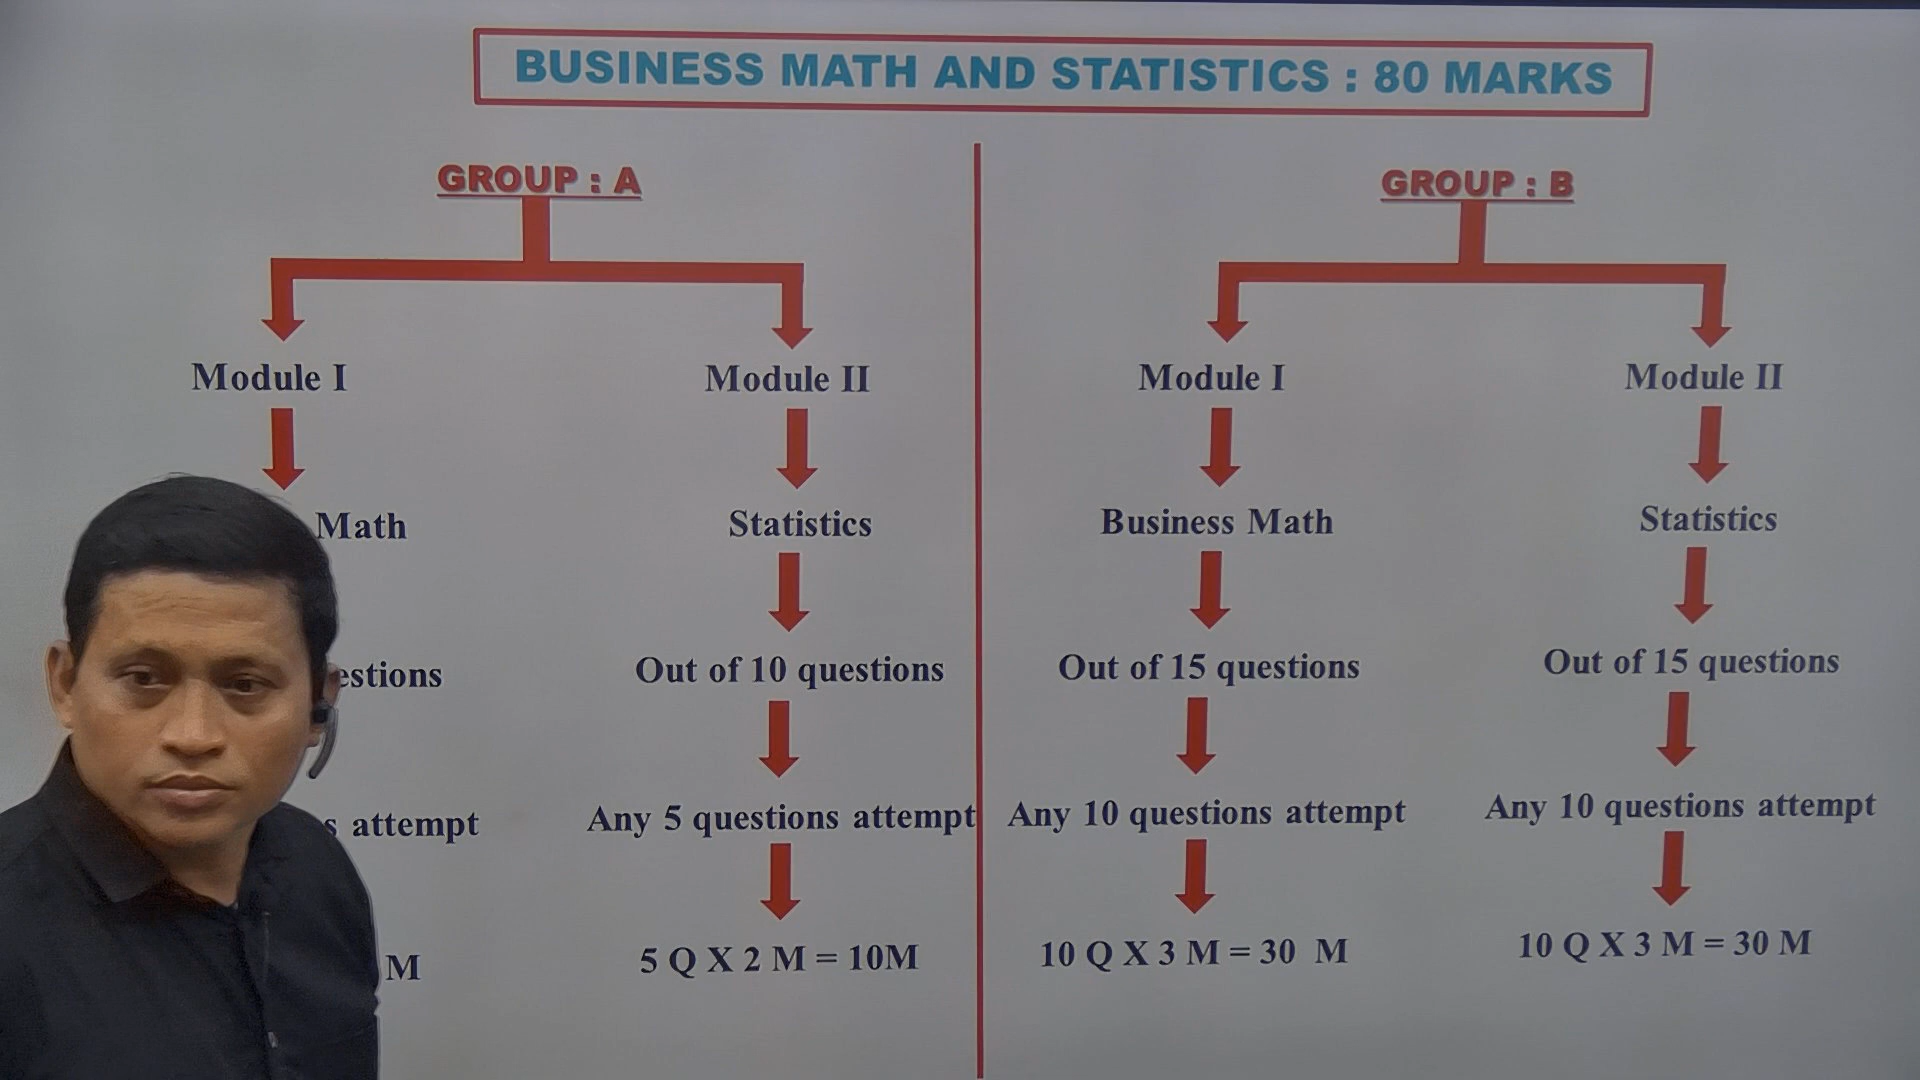 BUSINESS MATH AND STATISTICS : 80 MARKS
GROUP : A
Module I
Math
estions
s attempt
M
Module II
Statistics
Out of 10 questions
Any 5 questions attempt
5 Q X 2 M = 10M
GROUP : B
Module I
Business Math
Out of 15 questions
Any 10 questions attempt
10 Q X 3 M = 30 M
Module II
Statistics
Out of 15 questions
Any 10 questions attempt
10 Q X 3 M = 30 M